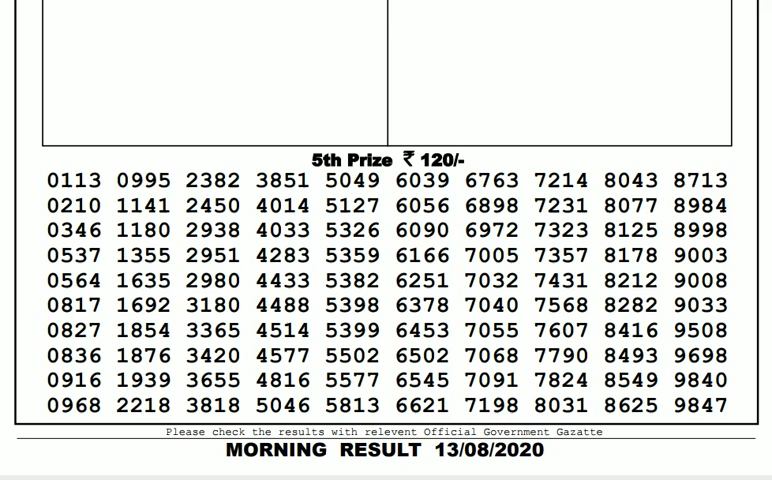 5th Prize ₹ 120/-
0113 0995 2382 3851 5049 6039 6763 7214 8043 8713
0210 1141 2450 4014 5127 6056 6898 7231 8077 8984
0346 1180 2938 4033 5326 6090 6972 7323 8125 8998
0537 1355 2951 4283 5359 6166 7005 7357 8178 9003
0564 1635 2980 4433 5382 6251 7032 7431 8212 9008
0817 1692 3180 4488 5398 6378 7040 7568 8282 9033
0827 1854 3365 4514 5399 6453 7055 7607 8416 9508
0836 1876 3420 4577 5502 6502 7068 7790 8493 9698
0916 1939 3655 4816 5577 6545 7091 7824 8549 9840
0968 2218 3818 5046 5813 6621 7198 8031 8625 9847
Please check the results with relevent Official Government Gazatte
MORNING RESULT 13/08/2020